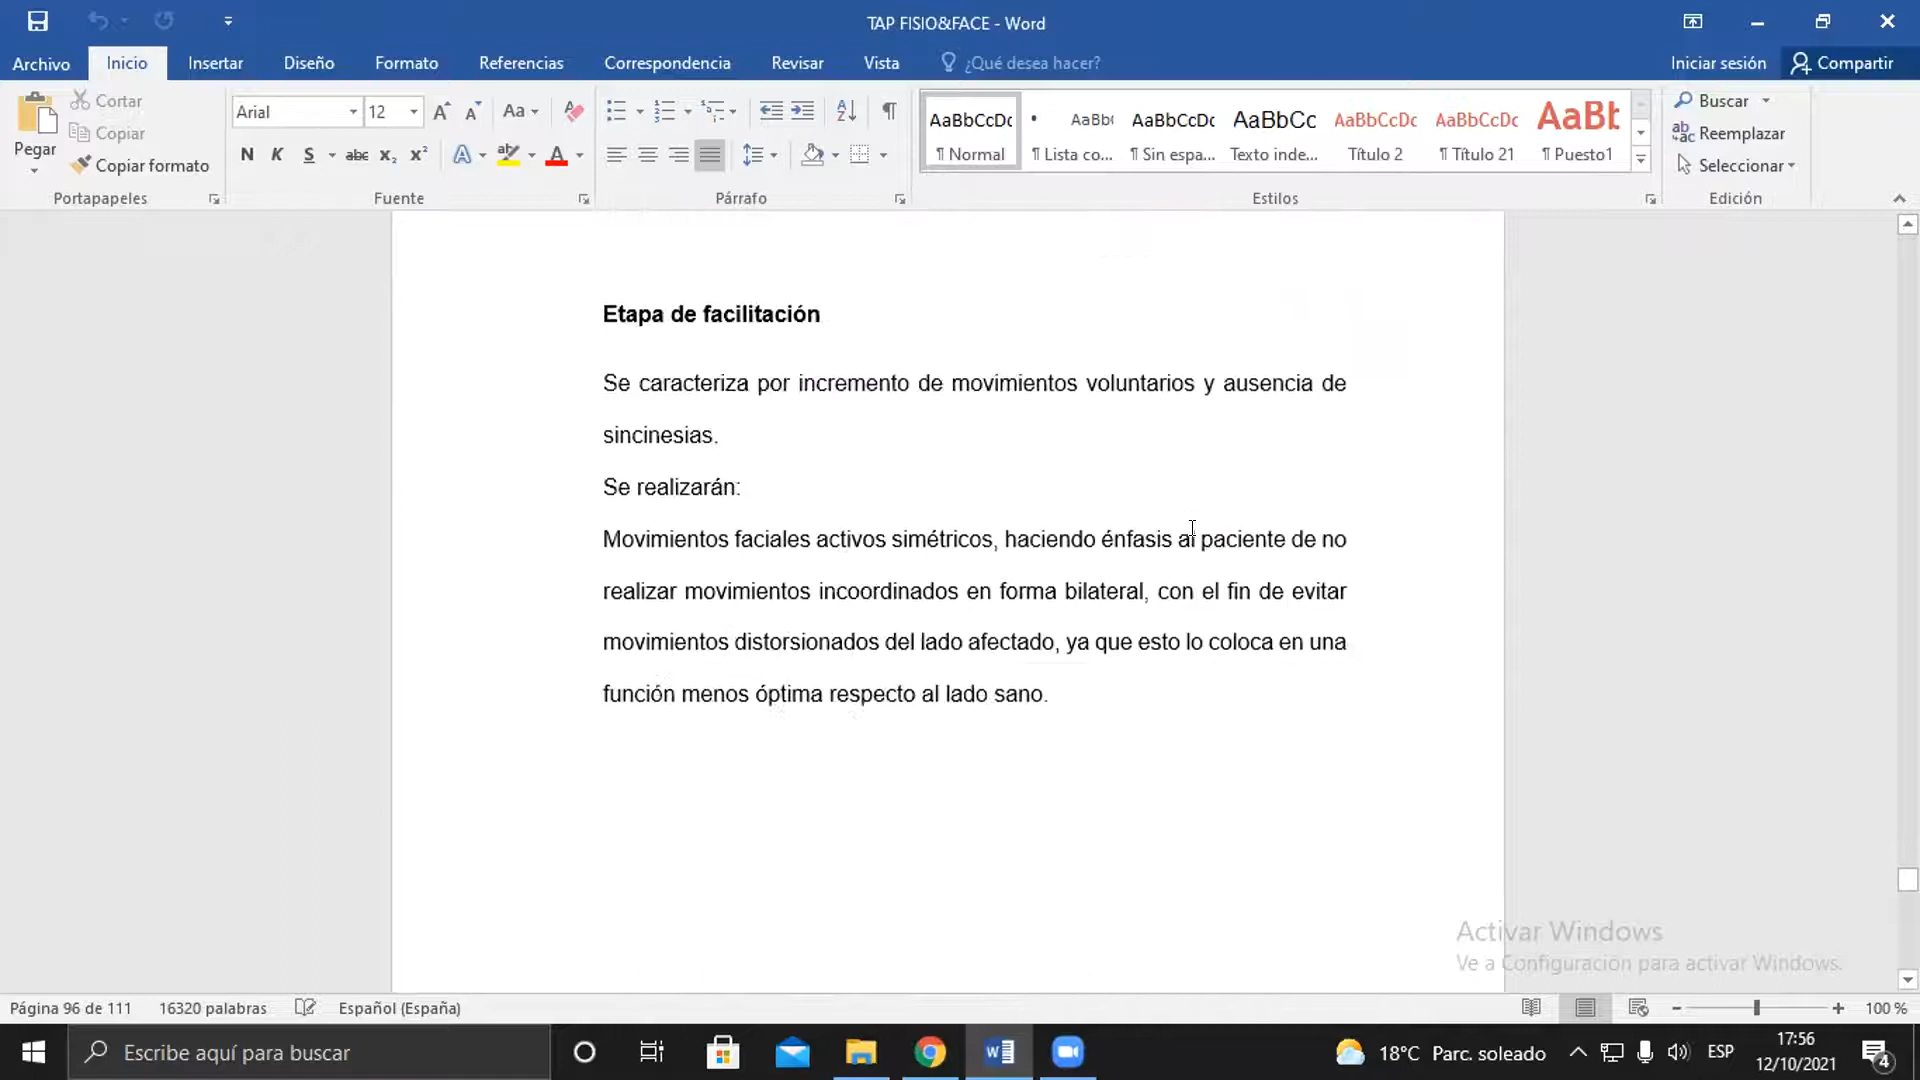 TAP FISIO&FACE - Word
Archivo Inicio Insertar Diseño Formato Referencias Correspondencia Revisar Vista ¿Qué desea hacer? Iniciar sesión Compartir
Pegar
Cortar
Copiar
Copiar formato
Portapapeles
Arial 12
Aa
N K S abc x₂ x²
A
Fuente
Párrafo
AaBbCcDc AaBb( AaBbCcDc AaBbCc AaBbCcDc AaBbCcDc AaBt
¶ Normal ¶ Lista co... ¶ Sin espa... Texto inde... Título 2 ¶ Título 21 ¶ Puesto1
Estilos
Buscar
Reemplazar
Seleccionar
Edición
Etapa de facilitación
Se caracteriza por incremento de movimientos voluntarios y ausencia de
sincinesias.
Se realizarán:
Movimientos faciales activos simétricos, haciendo énfasis al paciente de no
realizar movimientos incoordinados en forma bilateral, con el fin de evitar
movimientos distorsionados del lado afectado, ya que esto lo coloca en una
función menos óptima respecto al lado sano.
Activar Windows
Ve a Configuración para activar Windows.
Página 96 de 111 16320 palabras Español (España) 100 %
Escribe aquí para buscar
18°C Parc. soleado
ESP
17:56
12/10/2021
4